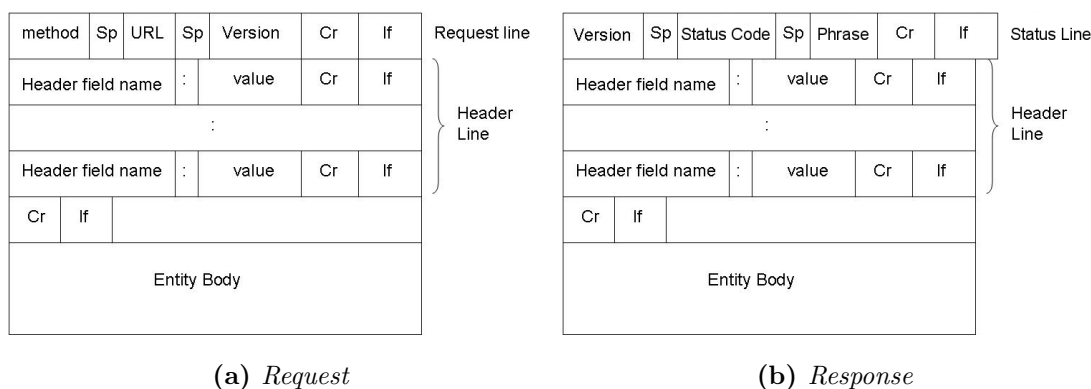 method Sp URL Sp Version Cr lf Request line
Header field name : value Cr lf
:
Header field name : value Cr lf
Header
Line
Cr lf
Entity Body
(a) Request
Version Sp Status Code Sp Phrase Cr lf Status Line
Header field name : value Cr lf
:
Header field name : value Cr lf
Header
Line
Cr lf
Entity Body
(b) Response